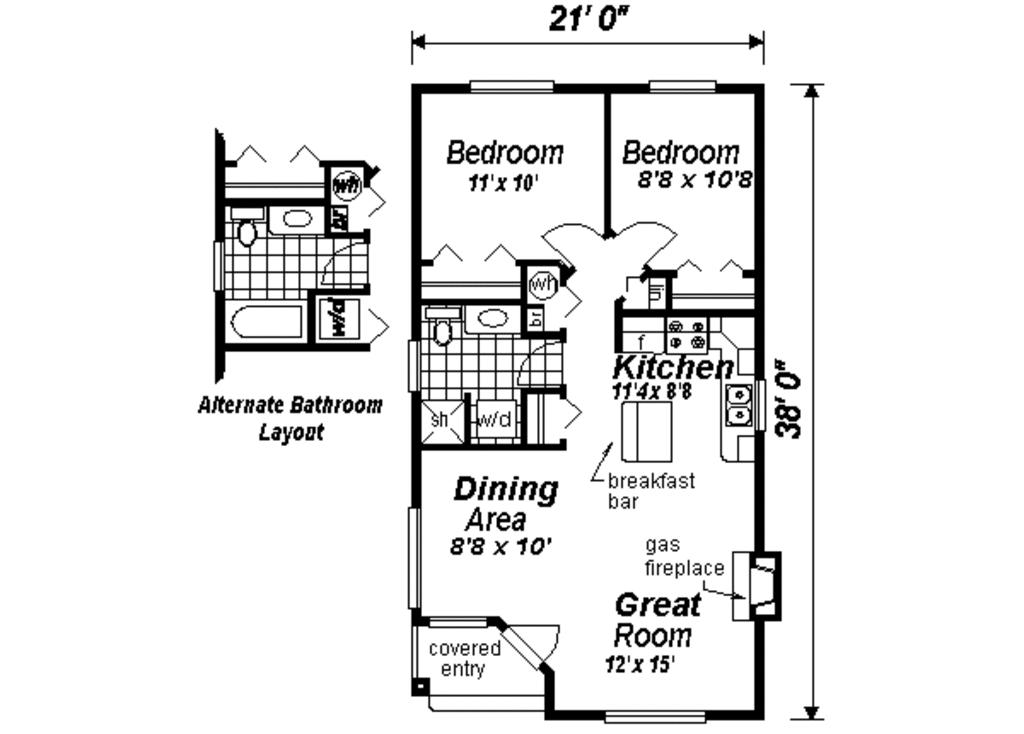 21' 0"
Bedroom
11' x 10'
Bedroom
8'8 x 10'8
wh
br
w/d
Alternate Bathroom
Layout
wh
br
lin
f
Kitchen
11'4 x 8'8
38' 0"
sh
w/d
breakfast
bar
Dining
Area
8'8 x 10'
gas
fireplace
Great
Room
12' x 15'
covered
entry